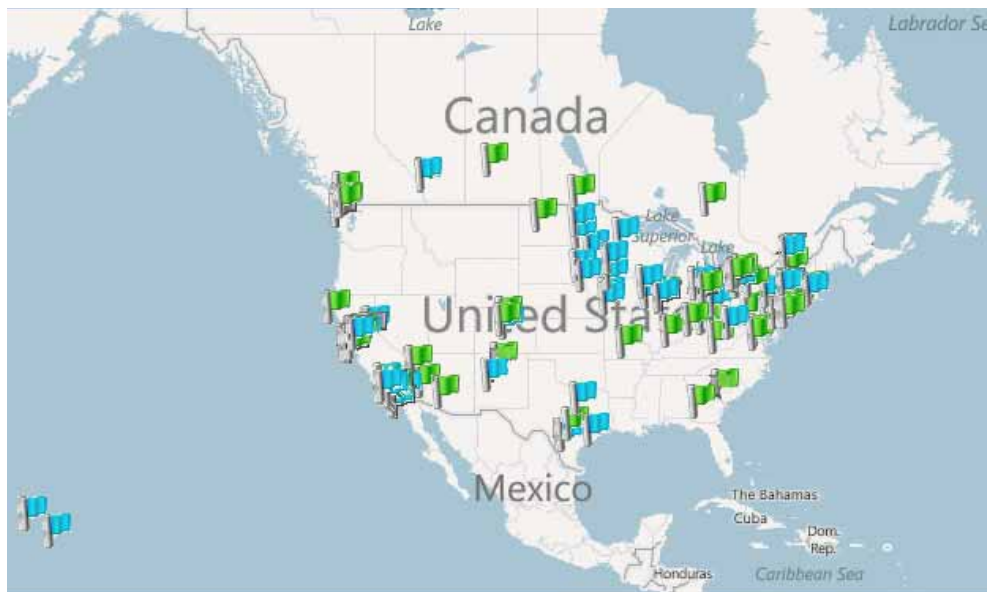 Lake
Labrador Se
Canada
Lake
Superior
Lake
United Sta
Mexico
The Bahamas
Cuba
Dom.
Rep.
Honduras
Caribbean Sea